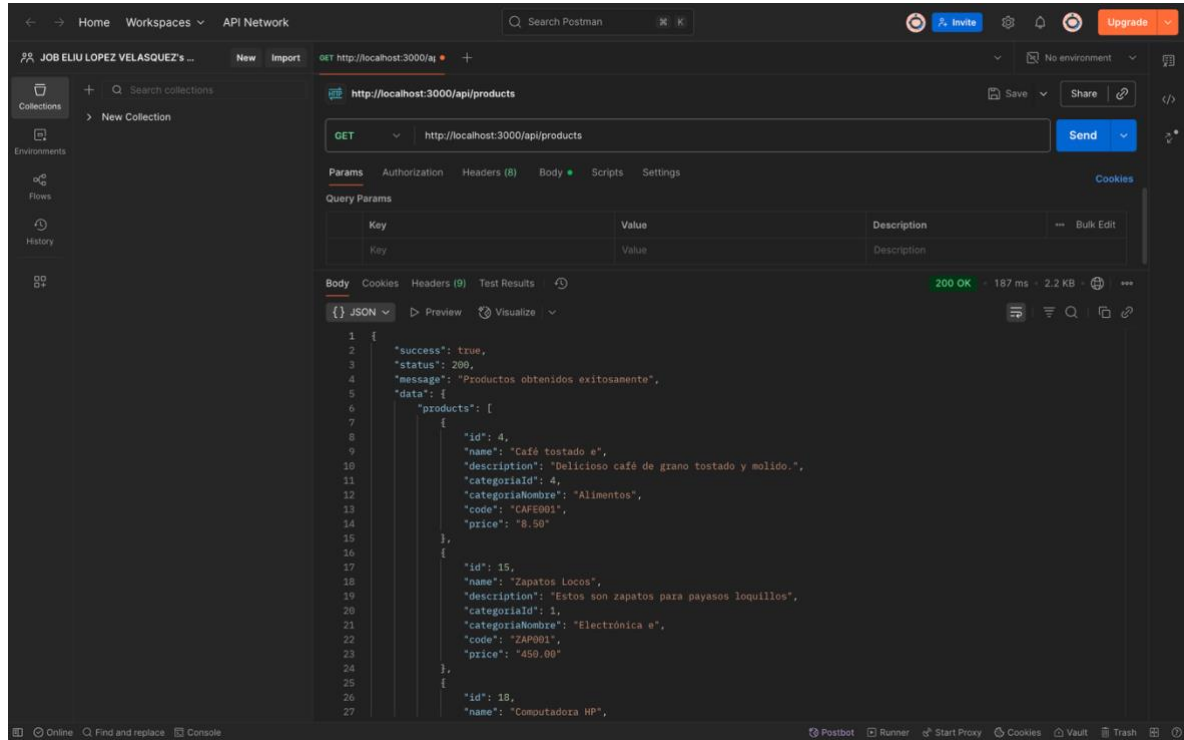 Home Workspaces API Network Search Postman ⌘ K Invite Upgrade
JOB ELIU LOPEZ VELASQUEZ's ... New Import GET http://localhost:3000/ap No environment
Collections
Search collections
New Collection
Environments
Flows
History
http://localhost:3000/api/products Save Share
GET http://localhost:3000/api/products Send
Params Authorization Headers (8) Body Scripts Settings Cookies
Query Params
Key Value Description Bulk Edit
Key Value Description
Body Cookies Headers (9) Test Results 200 OK 187 ms 2.2 KB
{} JSON Preview Visualize
1 {
2 "success": true,
3 "status": 200,
4 "message": "Productos obtenidos exitosamente",
5 "data": {
6 "products": [
7 {
8 "id": 4,
9 "name": "Café tostado e",
10 "description": "Delicioso café de grano tostado y molido.",
11 "categoriaId": 4,
12 "categoriaNombre": "Alimentos",
13 "code": "CAFE001",
14 "price": "8.50"
15 },
16 {
17 "id": 15,
18 "name": "Zapatos Locos",
19 "description": "Estos son zapatos para payasos loquillos",
20 "categoriaId": 1,
21 "categoriaNombre": "Electrónica e",
22 "code": "ZAP001",
23 "price": "450.00"
24 },
25 {
26 "id": 18,
27 "name": "Computadora HP",
Online Find and replace Console Postbot Runner Start Proxy Cookies Vault Trash